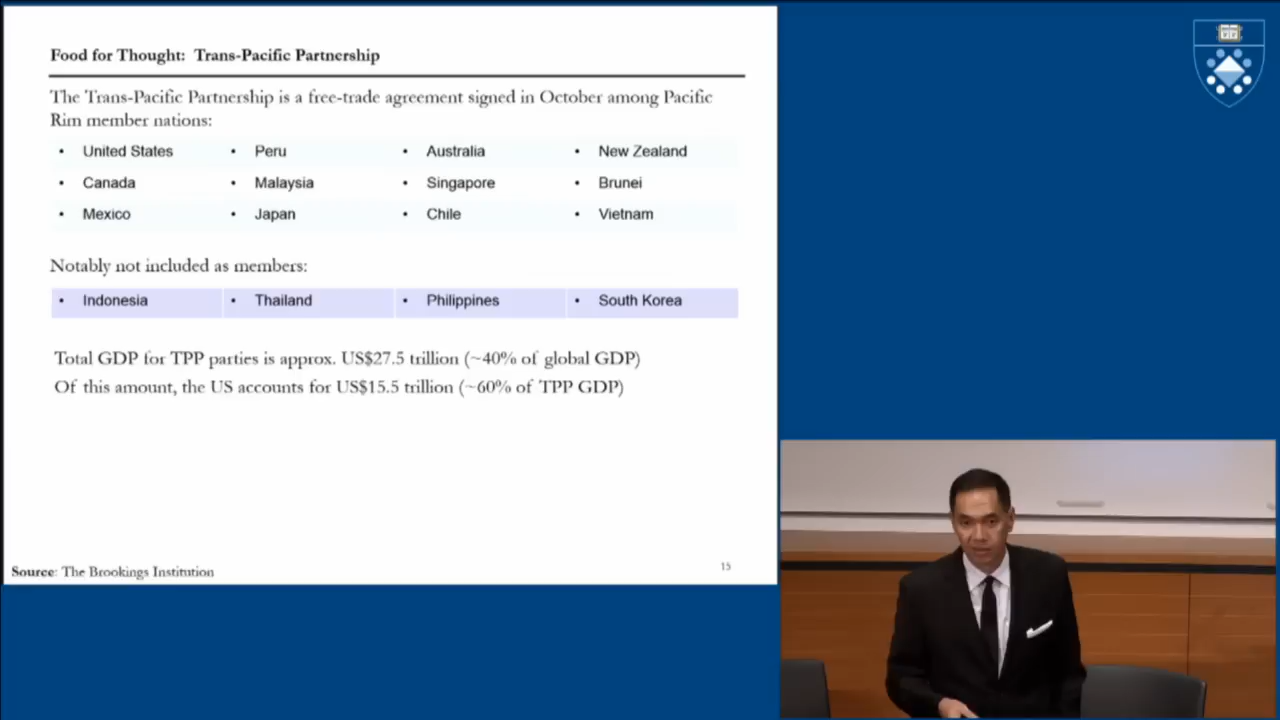 Food for Thought: Trans-Pacific Partnership
The Trans-Pacific Partnership is a free-trade agreement signed in October among Pacific
Rim member nations:
• United States • Peru • Australia • New Zealand
• Canada • Malaysia • Singapore • Brunei
• Mexico • Japan • Chile • Vietnam
Notably not included as members:
• Indonesia • Thailand • Philippines • South Korea
Total GDP for TPP parties is approx. US$27.5 trillion (~40% of global GDP)
Of this amount, the US accounts for US$15.5 trillion (~60% of TPP GDP)
Source: The Brookings Institution
15